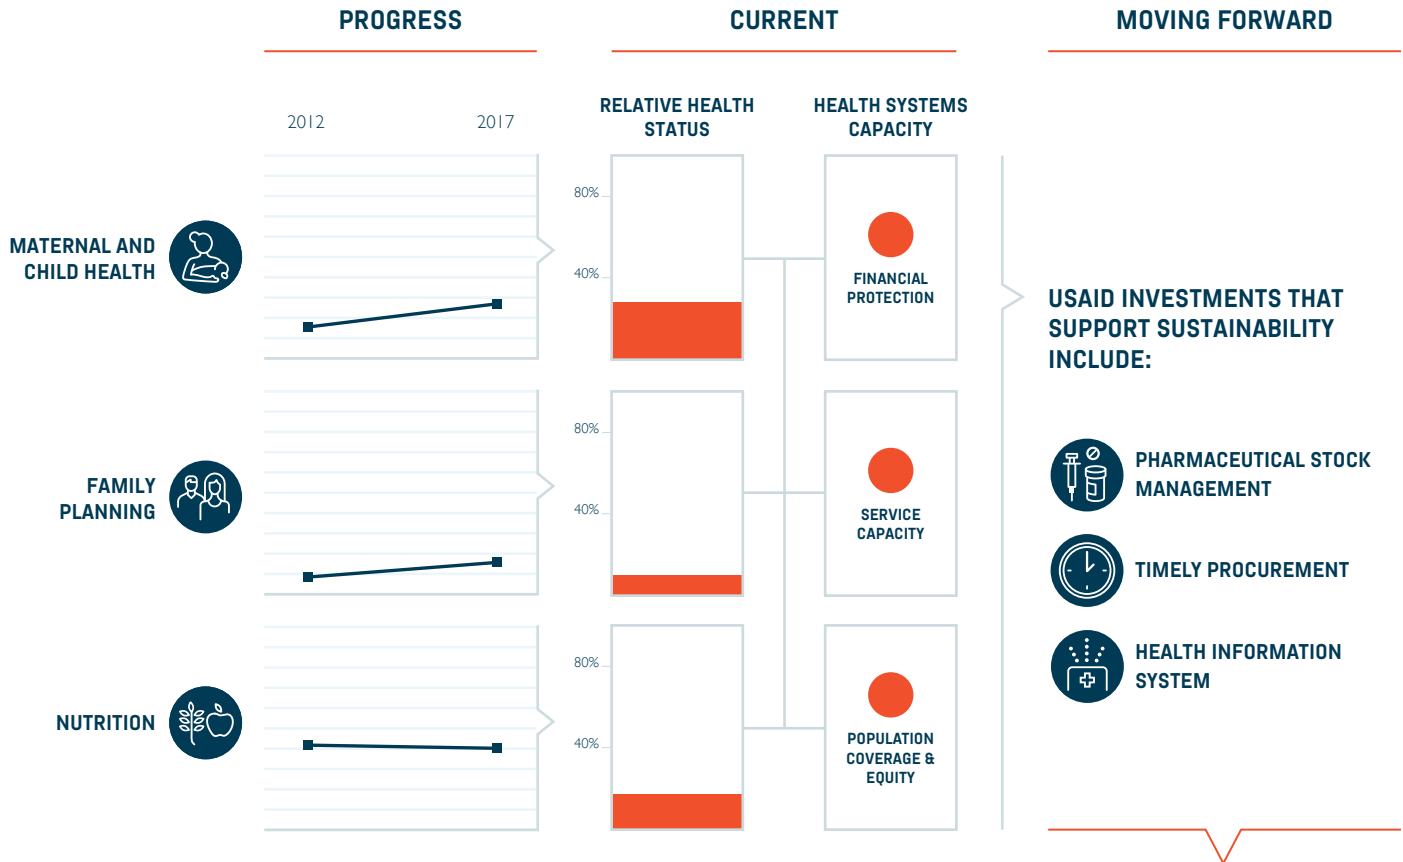 PROGRESS
CURRENT
MOVING FORWARD
2012
2017
RELATIVE HEALTH
STATUS
HEALTH SYSTEMS
CAPACITY
MATERNAL AND
CHILD HEALTH
80%
40%
FINANCIAL
PROTECTION
FAMILY
PLANNING
80%
40%
SERVICE
CAPACITY
NUTRITION
80%
40%
POPULATION
COVERAGE &
EQUITY
USAID INVESTMENTS THAT
SUPPORT SUSTAINABILITY
INCLUDE:
PHARMACEUTICAL STOCK
MANAGEMENT
TIMELY PROCUREMENT
HEALTH INFORMATION
SYSTEM